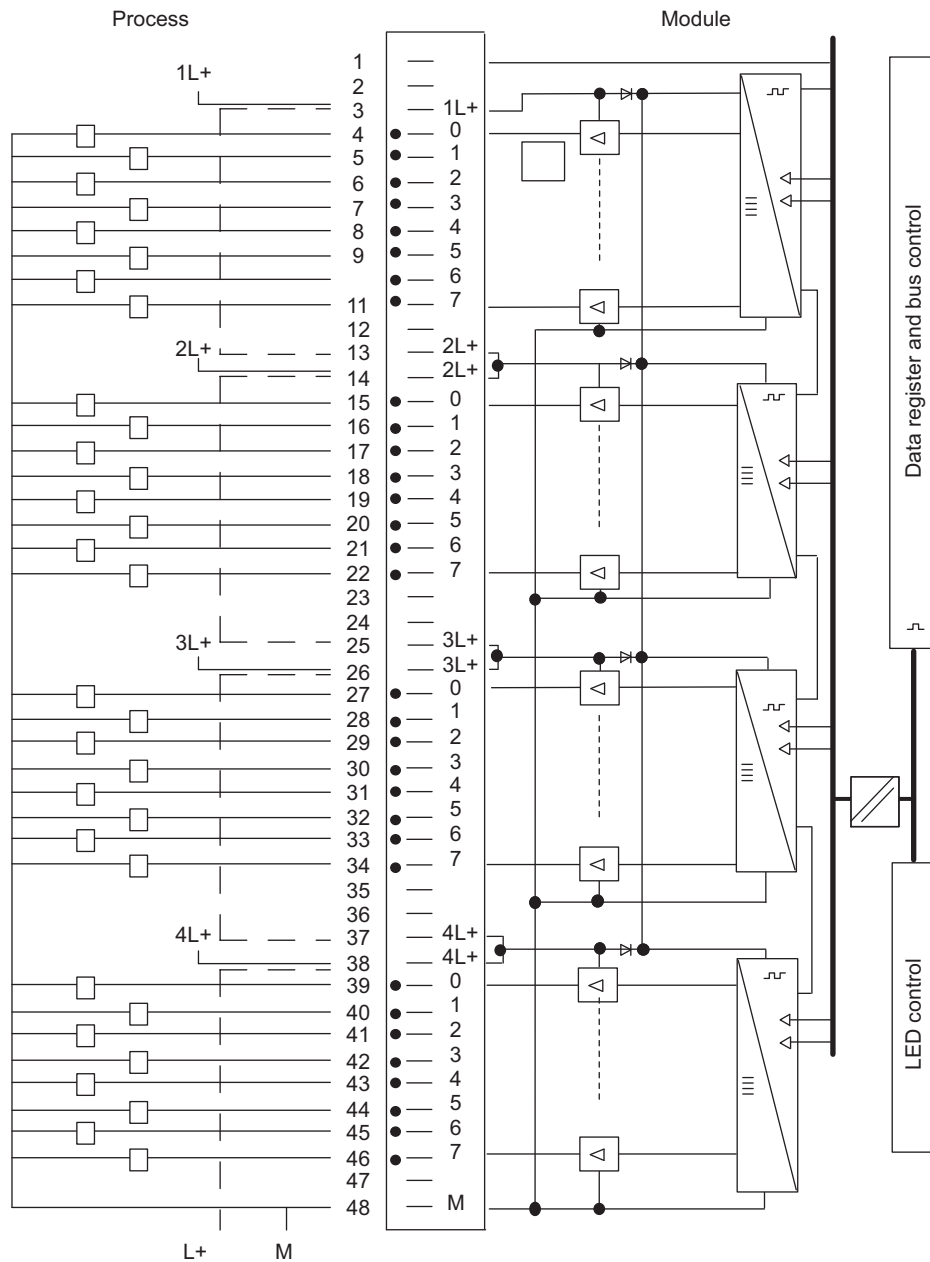 Process
Module
1
1L+
2
3 1L+
4 0
5 1
6 2
7 3
8 4
9 5
6
11 7
12
2L+ 13 2L+
14 2L+
15 0
16 1
17 2
18 3
19 4
20 5
21 6
22 7
23
24
3L+ 25 3L+
26 3L+
27 0
28 1
29 2
30 3
31 4
32 5
33 6
34 7
35
36
4L+ 37 4L+
38 4L+
39 0
40 1
41 2
42 3
43 4
44 5
45 6
46 7
47
48 M
L+ M
Data register and bus control
LED control